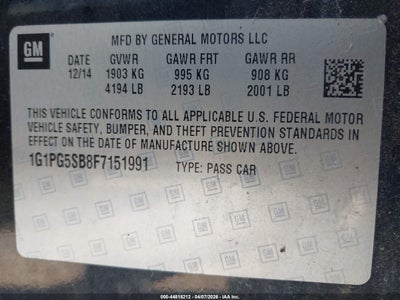 GM
MFD BY GENERAL MOTORS LLC
DATE GVWR GAWR FRT GAWR RR
12/14 1903 KG 995 KG 908 KG
4194 LB 2193 LB 2001 LB
THIS VEHICLE CONFORMS TO ALL APPLICABLE U.S. FEDERAL MOTOR
VEHICLE SAFETY, BUMPER, AND THEFT PREVENTION STANDARDS IN
EFFECT ON THE DATE OF MANUFACTURE SHOWN ABOVE.
1G1PG5SB8F7151991 TYPE: PASS CAR
000-44818212 - 04/07/2026 - IAAI